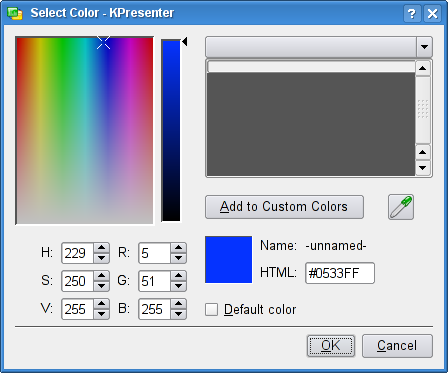 Select Color - KPresenter
Add to Custom Colors
H: 229 R: 5
S: 250 G: 51
V: 255 B: 255
Name: -unnamed-
HTML: #0533FF
Default color
OK Cancel